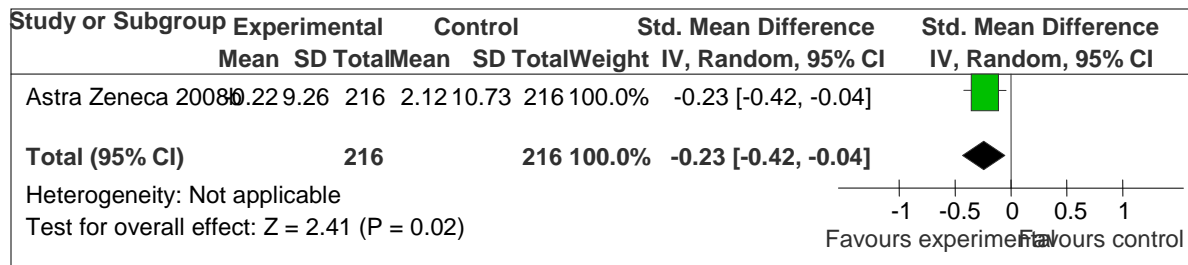 Study or Subgroup Experimental Control Std. Mean Difference Std. Mean Difference
Mean SD Total Mean SD Total Weight IV, Random, 95% CI IV, Random, 95% CI
Astra Zeneca 2008b -0.22 9.26 216 2.12 10.73 216 100.0% -0.23 [-0.42, -0.04]
Total (95% CI) 216 216 100.0% -0.23 [-0.42, -0.04]
Heterogeneity: Not applicable
Test for overall effect: Z = 2.41 (P = 0.02)
-1 -0.5 0 0.5 1
Favours experimental Favours control